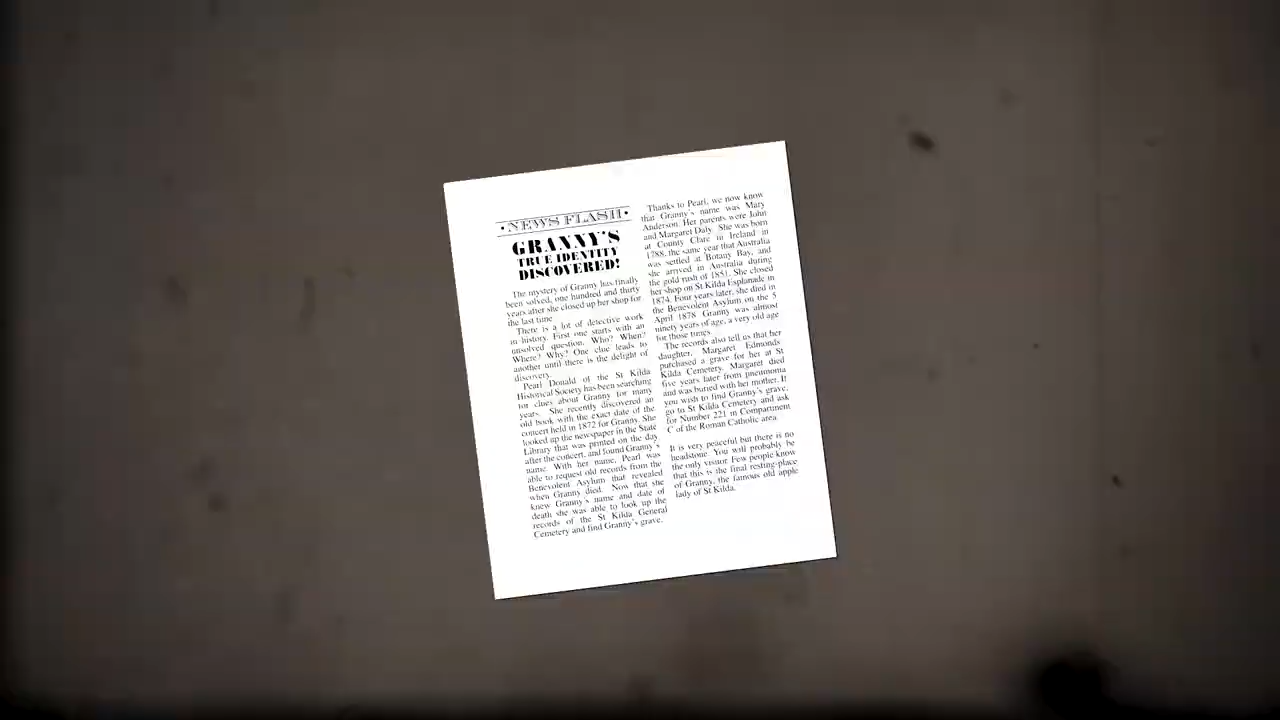 • NEWS FLASH •
GRANNY'S
TRUE IDENTITY
DISCOVERED!
The mystery of Granny has finally
been solved, one hundred and thirty
years after she closed up her shop for
the last time
There is a lot of detective work
in history. First one starts with an
unsolved question. Who? When?
Where? Why? One clue leads to
another until there is the delight of
discovery.
Pearl Donald of the St Kilda
Historical Society has been searching
for clues about Granny for many
years. She recently discovered an
old book with the exact date of the
concert held in 1872 for Granny. She
looked up the newspaper in the State
Library that was printed on the day
after the concert, and found Granny's
name. With her name, Pearl was
able to request old records from the
Benevolent Asylum that revealed
when Granny died. Now that she
knew Granny's name and date of
death she was able to look up the
records of the St Kilda General
Cemetery and find Granny's grave.
Thanks to Pearl, we now know
that Granny's name was Mary
Anderson. Her parents were John
and Margaret Daly. She was born
at County Clare in Ireland in
1788, the same year that Australia
was settled at Botany Bay, and
she arrived in Australia during
the gold rush of 1851. She closed
her shop on St Kilda Esplanade in
1874. Four years later, she died in
the Benevolent Asylum on the 5
April 1878 Granny was almost
ninety years of age, a very old age
for those times.
The records also tell us that her
daughter, Margaret Edmonds
purchased a grave for her at St
Kilda Cemetery. Margaret died
five years later from pneumonia
and was buried with her mother. If
you wish to find Granny's grave,
go to St Kilda Cemetery and ask
for Number 221 in Compartment
C of the Roman Catholic area.
It is very peaceful but there is no
headstone. You will probably be
the only visitor. Few people know
that this is the final resting-place
of Granny, the famous old apple
lady of St Kilda.